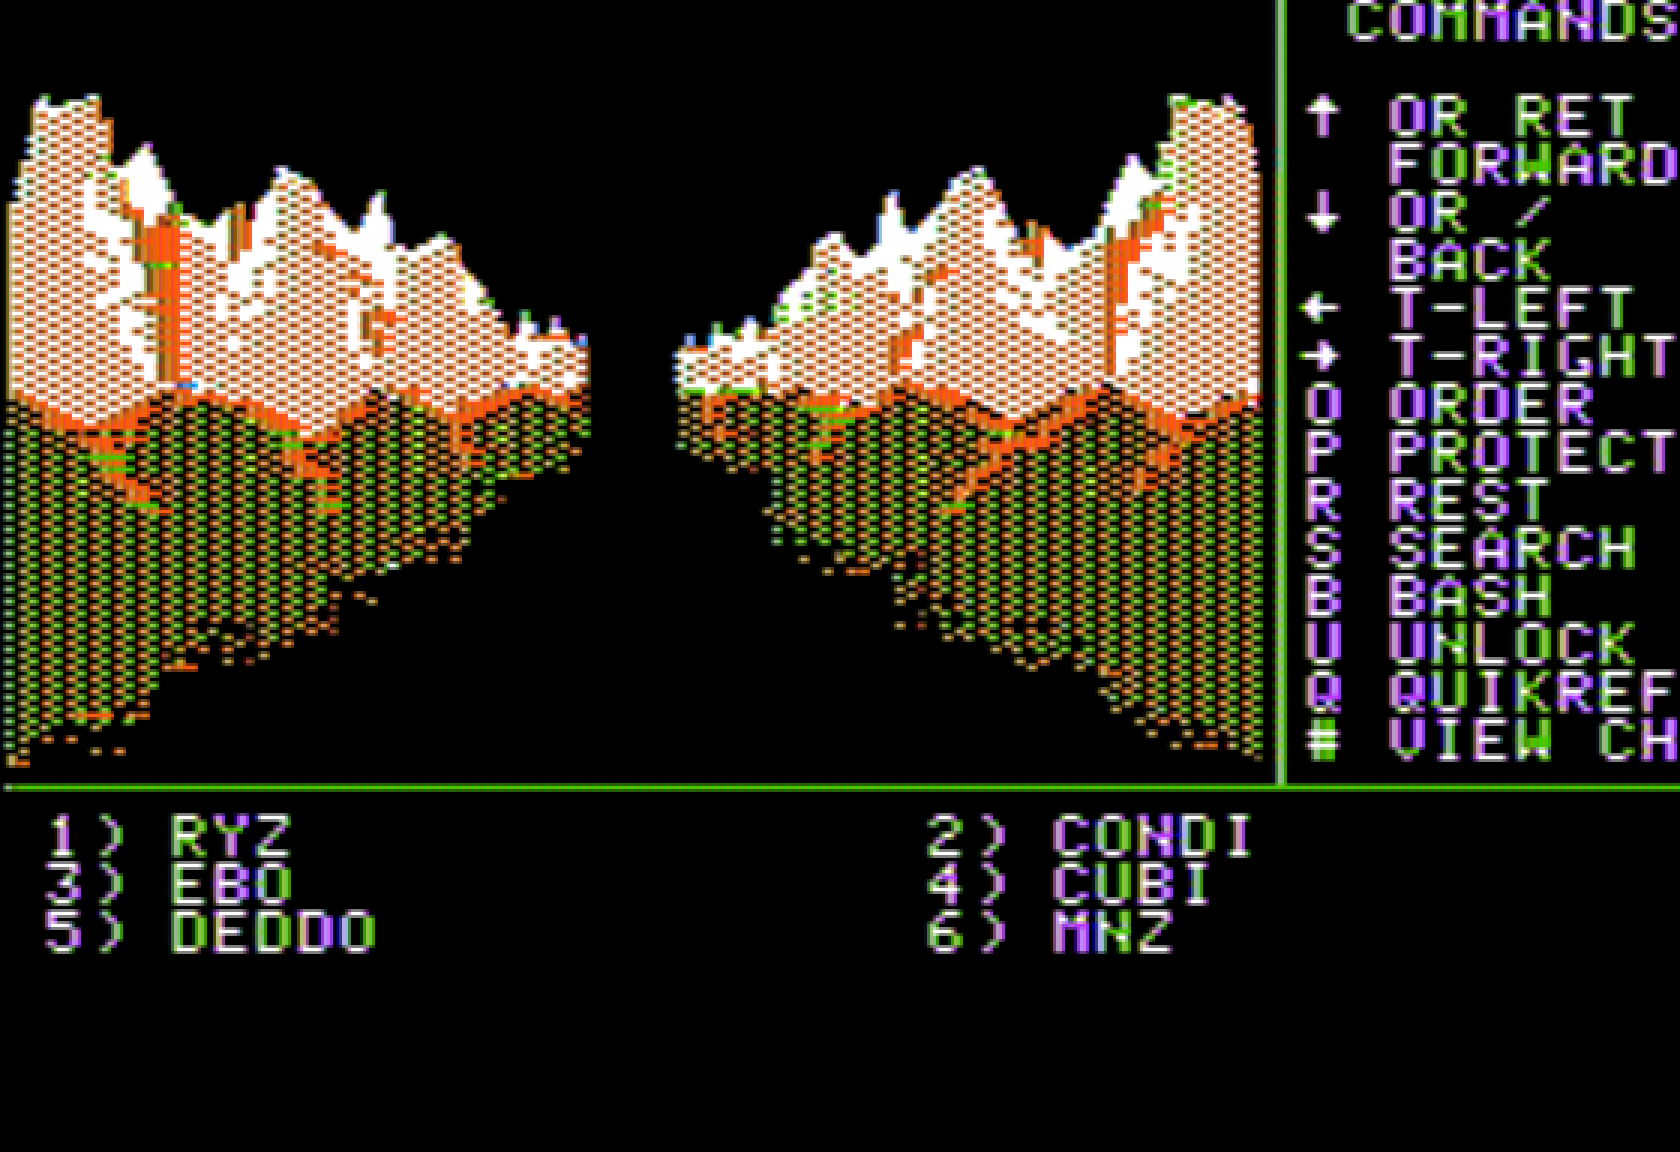 COMMANDS
↑ OR RET
FORWARD
↓ OR /
BACK
← T-LEFT
→ T-RIGHT
O ORDER
P PROTECT
R REST
S SEARCH
B BASH
U UNLOCK
Q QUIKREF
# VIEW CH
1) RYZ 2) CONDI
3) EBO 4) CUBI
5) DEDDO 6) MNZ